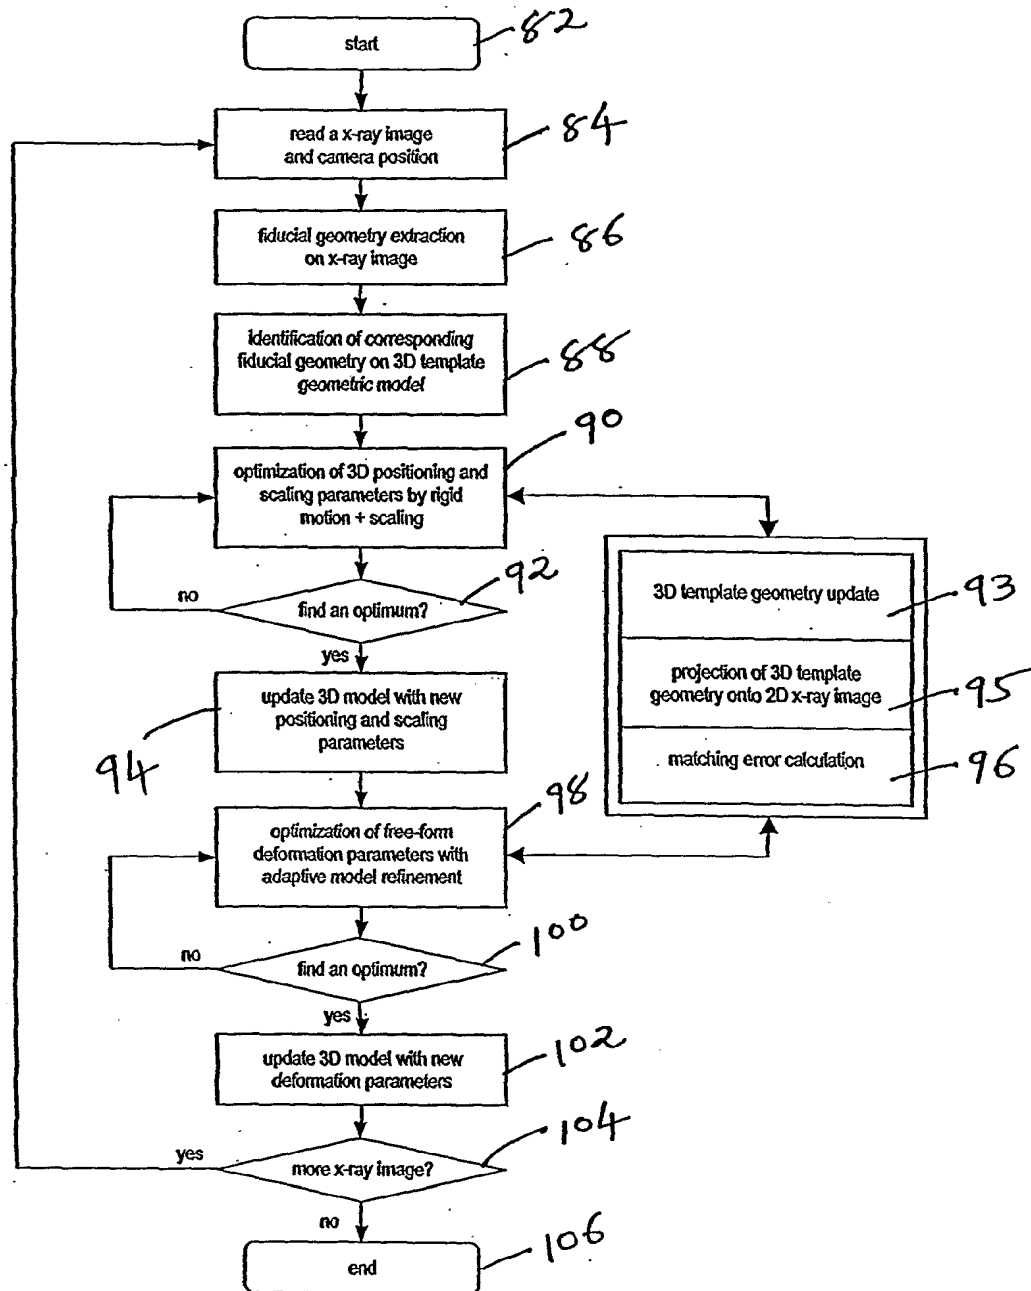 start
82
read a x-ray image
and camera position
84
fiducial geometry extraction
on x-ray image
86
identification of corresponding
fiducial geometry on 3D template
geometric model
88
optimization of 3D positioning and
scaling parameters by rigid
motion + scaling
90
no
find an optimum?
92
yes
3D template geometry update
93
projection of 3D template
geometry onto 2D x-ray image
95
matching error calculation
96
update 3D model with new
positioning and scaling
parameters
94
optimization of free-form
deformation parameters with
adaptive model refinement
98
no
find an optimum?
100
yes
update 3D model with new
deformation parameters
102
yes
more x-ray image?
104
no
end
106